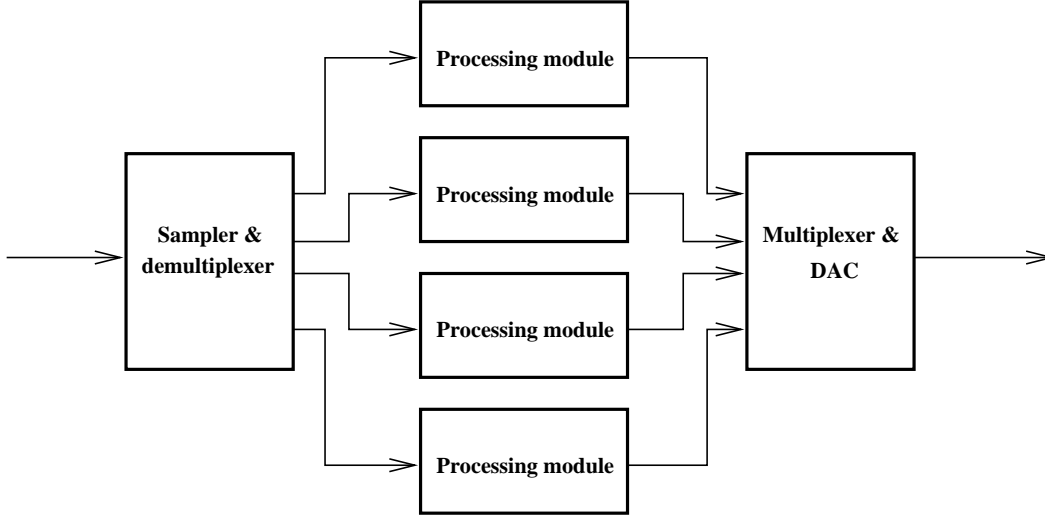 Processing module
Processing module
Sampler &
demultiplexer
Multiplexer &
DAC
Processing module
Processing module